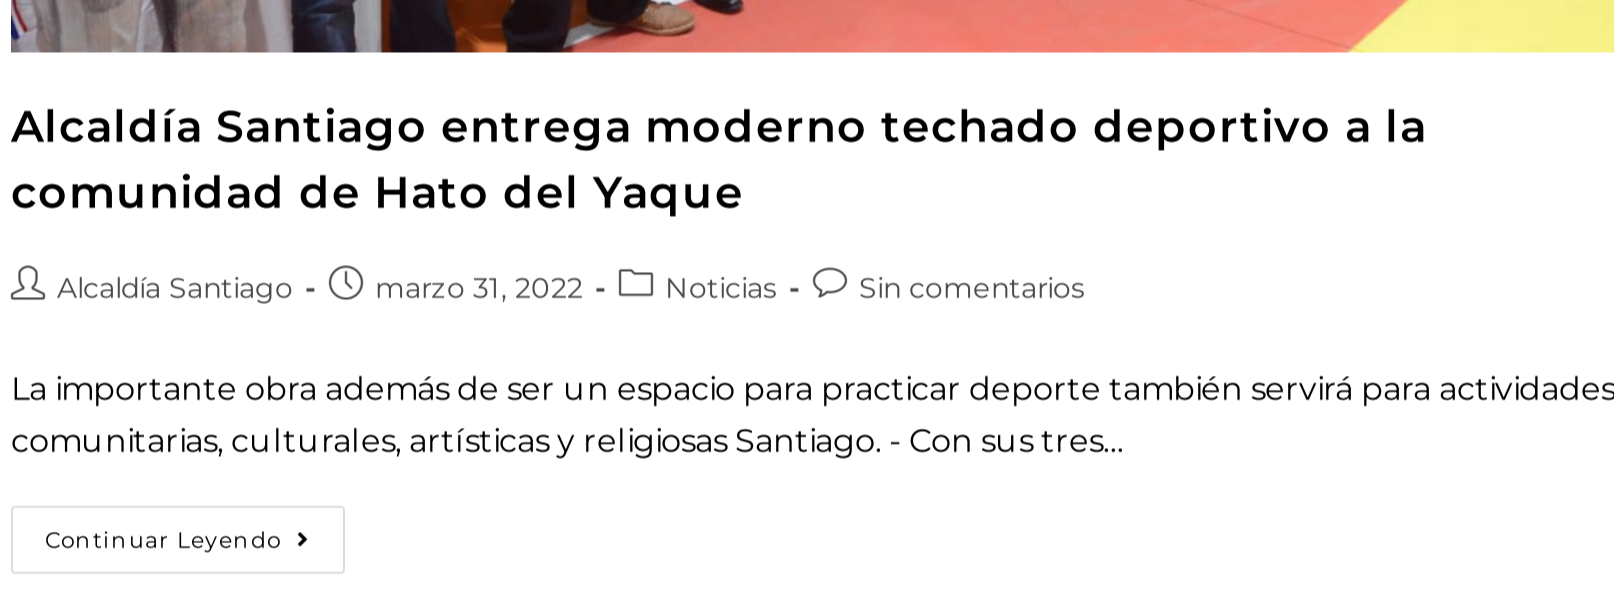 Alcaldía Santiago entrega moderno techado deportivo a la
comunidad de Hato del Yaque
Alcaldía Santiago - marzo 31, 2022 - Noticias - Sin comentarios
La importante obra además de ser un espacio para practicar deporte también servirá para actividades
comunitarias, culturales, artísticas y religiosas Santiago. - Con sus tres...
Continuar Leyendo